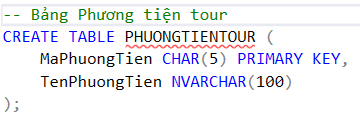 -- Bảng Phương tiện tour
CREATE TABLE PHUONGTIENTOUR (
    MaPhuongTien CHAR(5) PRIMARY KEY,
    TenPhuongTien NVARCHAR(100)
);